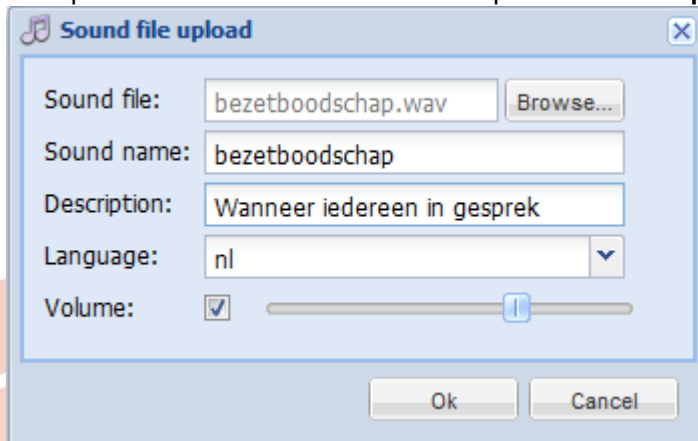 Sound file upload
Sound file: bezetboodschap.wav Browse...
Sound name: bezetboodschap
Description: Wanneer iedereen in gesprek
Language: nl
Volume:
Ok Cancel